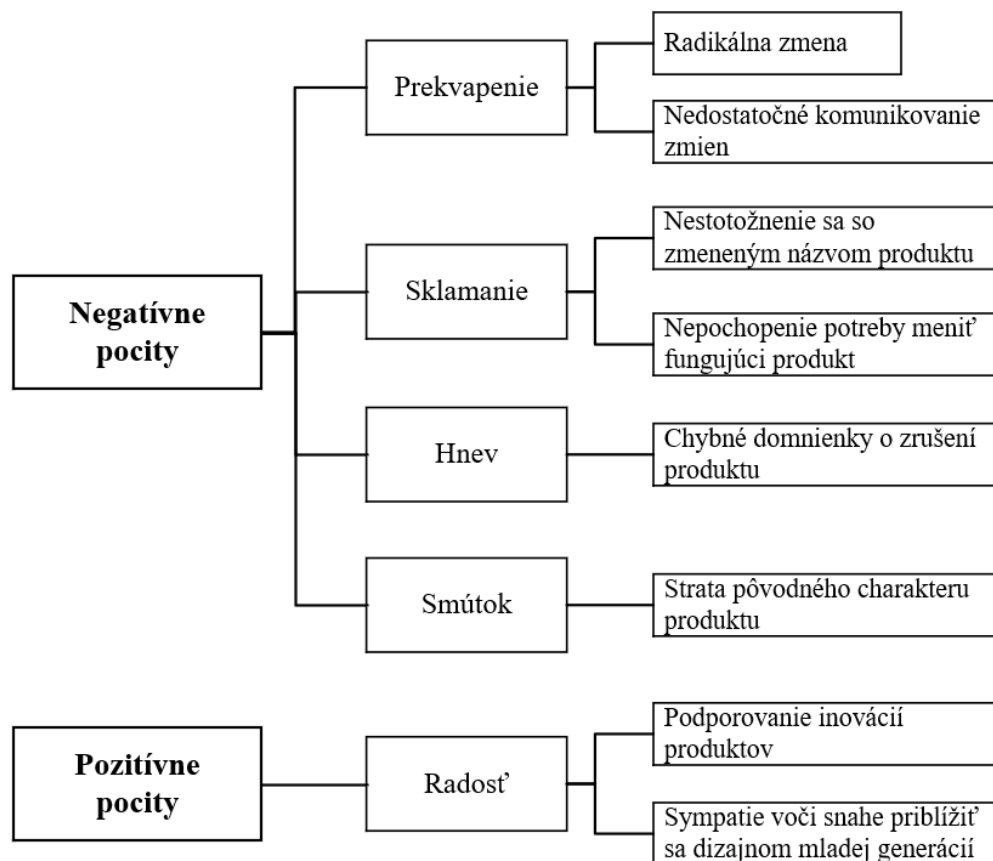 Negatívne
pocity
Prekvapenie
Radikálna zmena
Nedostatočné komunikovanie
zmien
Sklamanie
Nestotožnenie sa so
zmeneným názvom produktu
Nepochopenie potreby meniť
fungujúci produkt
Hnev
Chybné domnienky o zrušení
produktu
Smútok
Strata pôvodného charakteru
produktu
Pozitívne
pocity
Radosť
Podporovanie inovácií
produktov
Sympatie voči snahe priblížiť
sa dizajnom mladej generácií